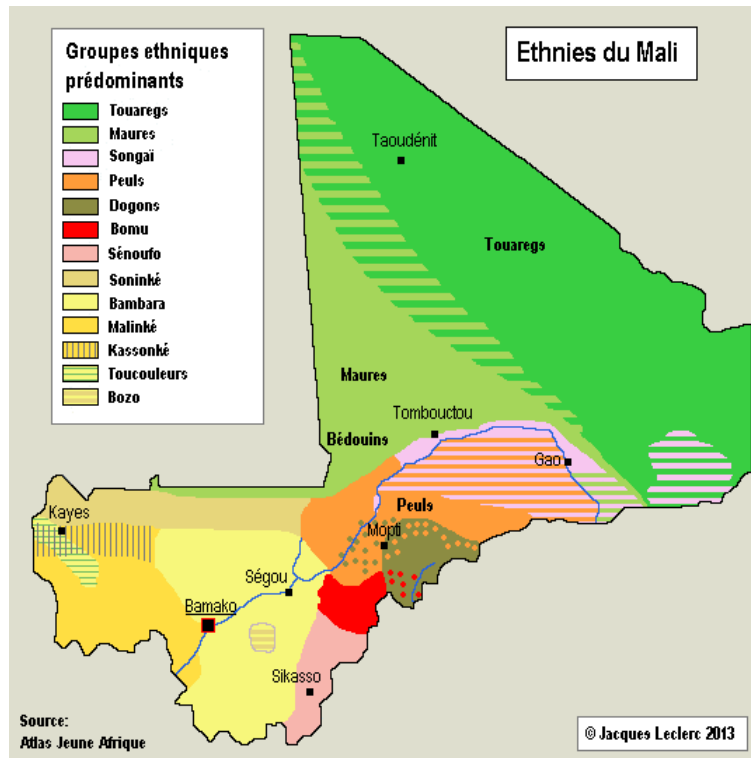 Groupes ethniques
prédominants
Touaregs
Maures
Songaï
Peuls
Dogons
Bomu
Sénoufo
Soninké
Bambara
Malinké
Kassonké
Toucouleurs
Bozo
Ethnies du Mali
Taoudénit
Touaregs
Maures
Tombouctou
Bédouins
Gao
Peuls
Kayes
Mopti
Ségou
Bamako
Sikasso
Source:
Atlas Jeune Afrique
© Jacques Leclerc 2013